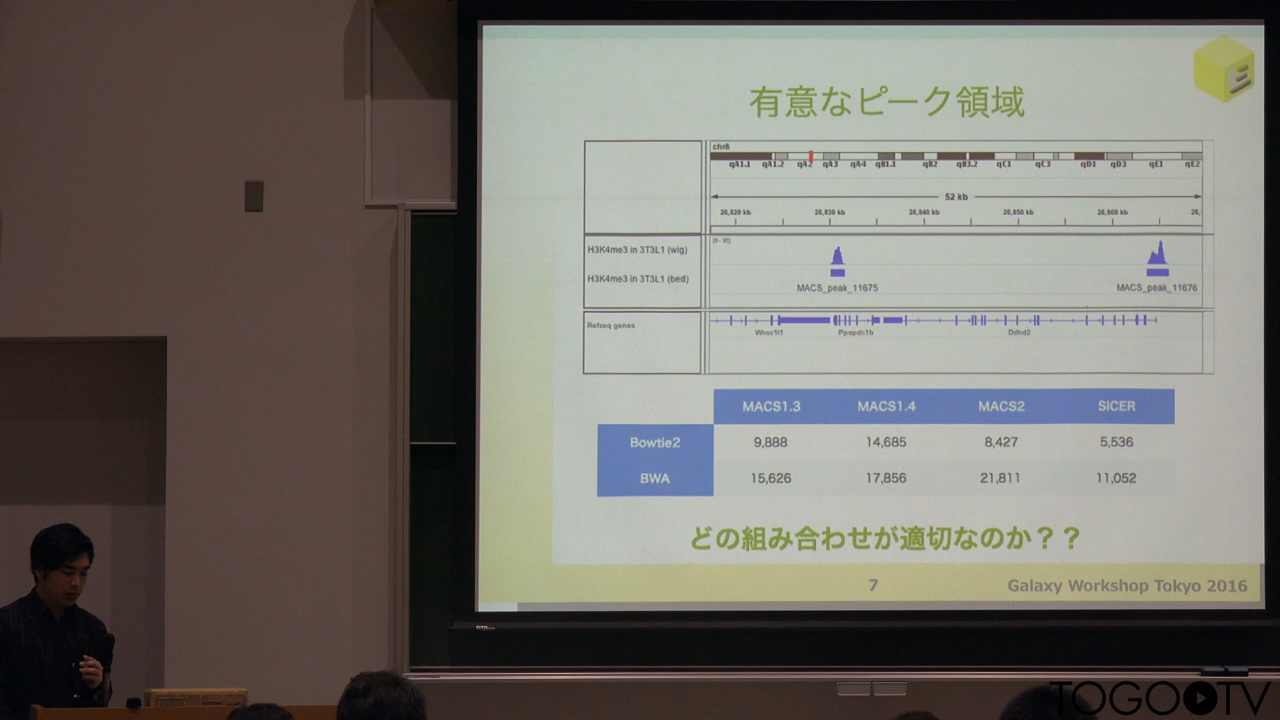 有意なピーク領域
chr8
qA1.1 qA1.2 qA2 qA3 qA4 qB1.1 qB2 qB3.2 qC1 qC3 qD1 qD3 qE1 qE2
52 kb
26,820 kb 26,830 kb 26,840 kb 26,850 kb 26,860 kb 26,
H3K4me3 in 3T3L1 (wig)
H3K4me3 in 3T3L1 (bed)
MACS_peak_11675 MACS_peak_11676
Refseq genes
Whsc1l1 Ppapdc1b Ddhd2
MACS1.3 MACS1.4 MACS2 SICER
Bowtie2 9,888 14,685 8,427 5,536
BWA 15,626 17,856 21,811 11,052
どの組み合わせが適切なのか？？
7 Galaxy Workshop Tokyo 2016
TOGOTV